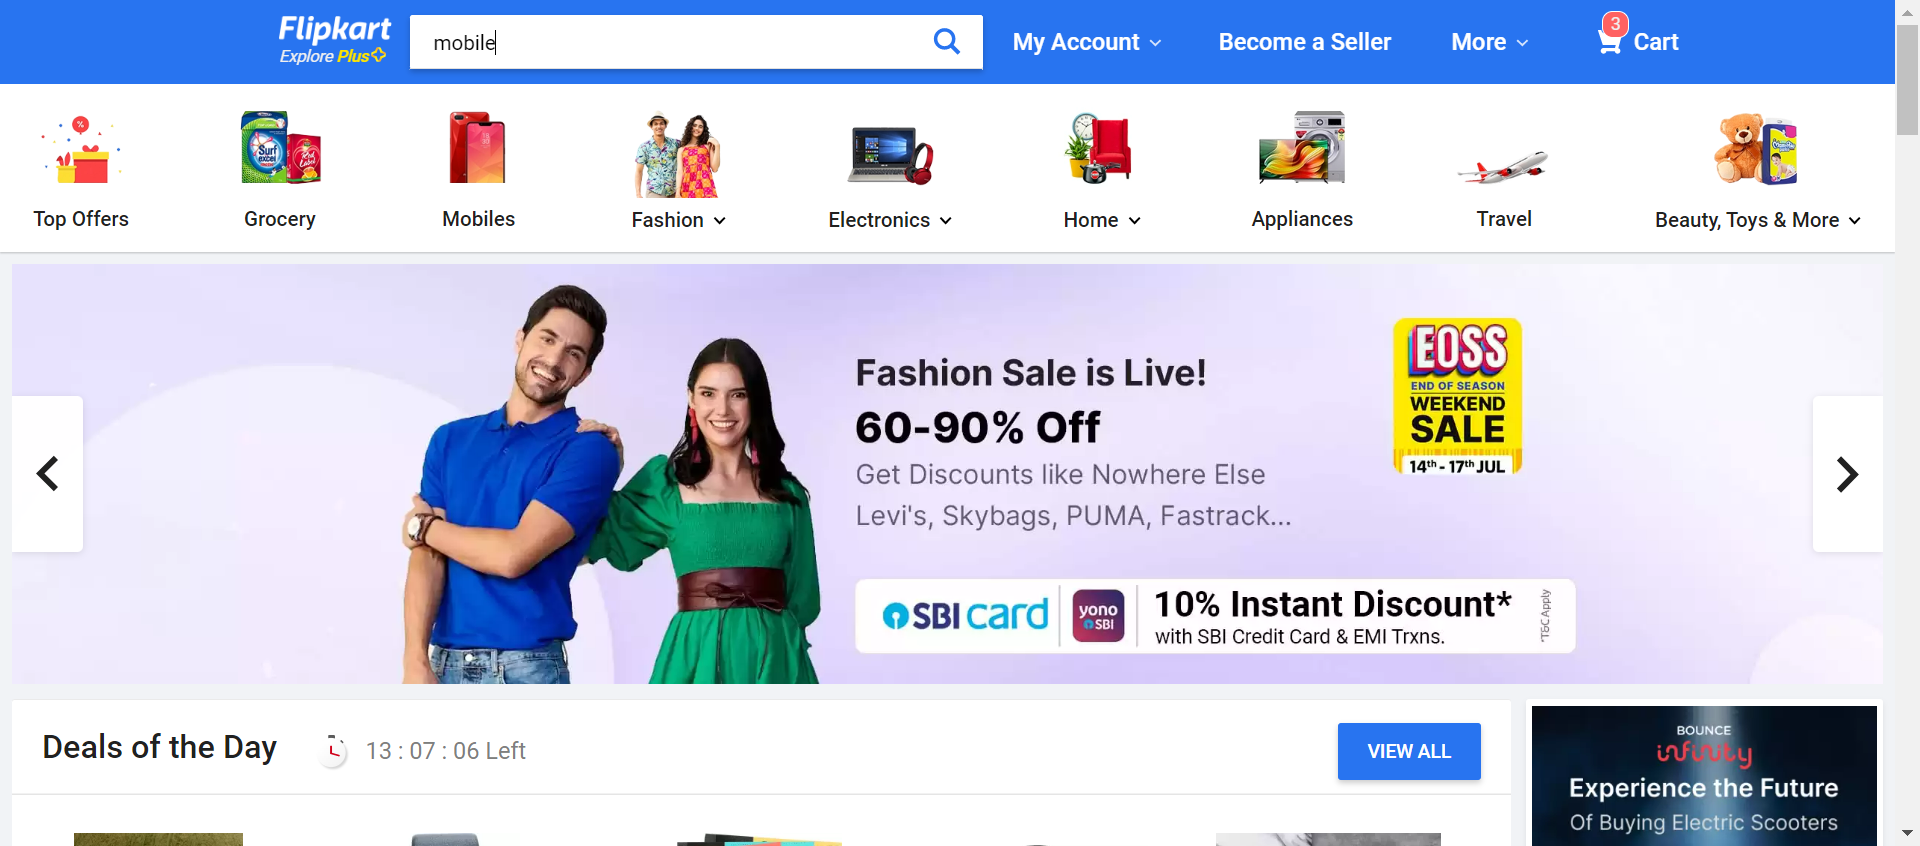 Flipkart
Explore Plus
mobile
My Account
Become a Seller
More
3
Cart
%
Surf excel
Red Label
Top Offers
Grocery
Mobiles
Fashion
Electronics
Home
Appliances
Travel
Beauty, Toys & More
Fashion Sale is Live!
60-90% Off
Get Discounts like Nowhere Else
Levi's, Skybags, PUMA, Fastrack...
EOSS
END OF SEASON
WEEKEND
SALE
14th - 17th JUL
SBI card
yono
SBI
10% Instant Discount*
with SBI Credit Card & EMI Trxns.
*T&C Apply
Deals of the Day
13 : 07 : 06 Left
VIEW ALL
BOUNCE
infinity
Experience the Future
Of Buying Electric Scooters